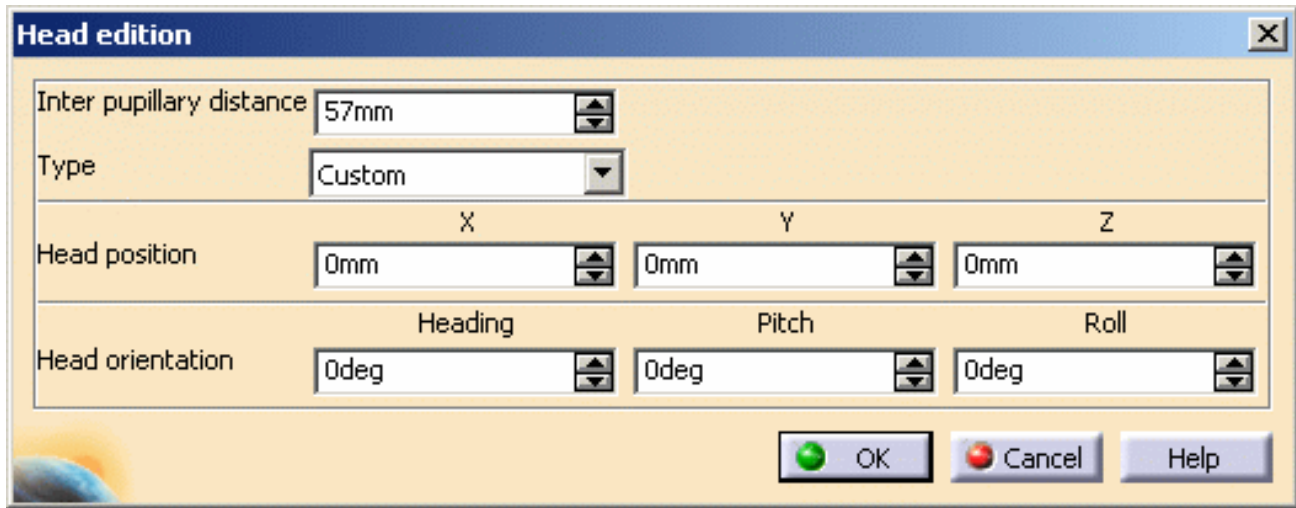 Head edition
Inter pupillary distance 57mm
Type Custom
X Y Z
Head position 0mm 0mm 0mm
Heading Pitch Roll
Head orientation 0deg 0deg 0deg
OK Cancel Help